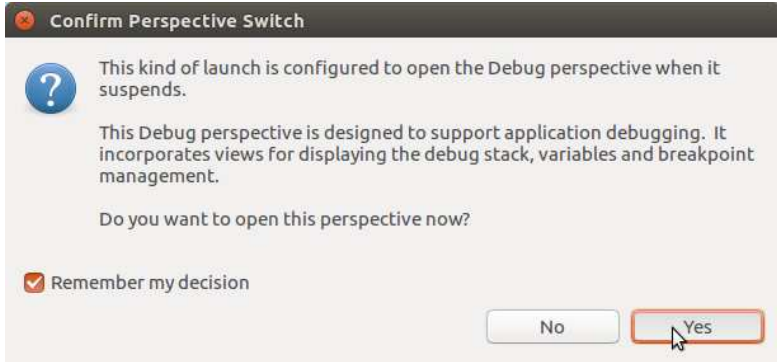 Confirm Perspective Switch
This kind of launch is configured to open the Debug perspective when it
suspends.
This Debug perspective is designed to support application debugging. It
incorporates views for displaying the debug stack, variables and breakpoint
management.
Do you want to open this perspective now?
Remember my decision
No
Yes